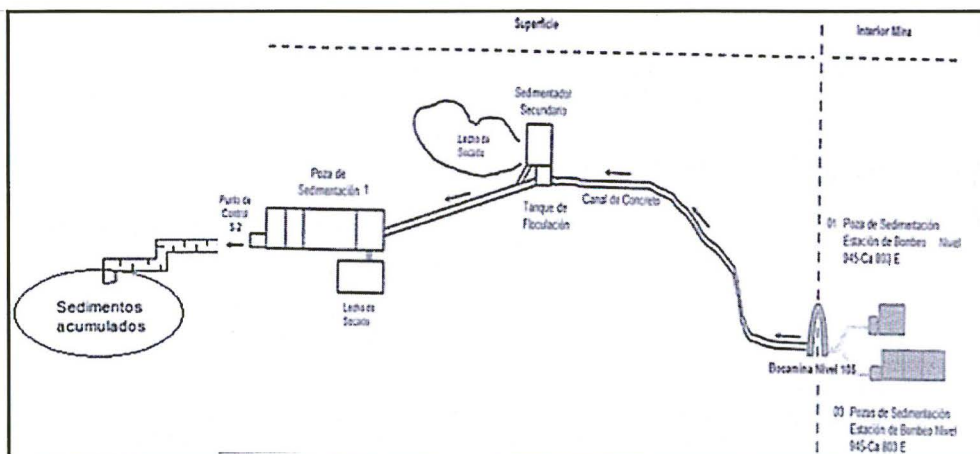 Superficie
Interior Mina
Sedimentador
Secundario
Lecho de
Secado
Poza de
Sedimentación 1
Punto de
Control
S-2
Tanque de
Floculación
Canal de Concreto
01 Poza de Sedimentación
Estación de Bombeo Nivel
945-Ca 803 E
Sedimentos
acumulados
Lecho de
Secado
Bocamina Nivel 105
03 Pozas de Sedimentación
Estación de Bombeo Nivel
945-Ca 803 E